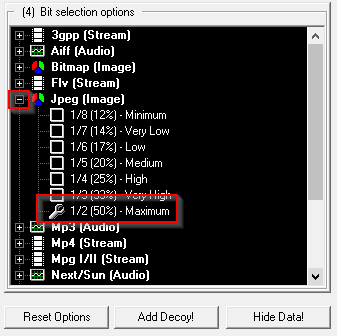 (4) Bit selection options
3gpp (Stream)
Aiff (Audio)
Bitmap (Image)
Flv (Stream)
Jpeg (Image)
1/8 (12%) - Minimum
1/7 (14%) - Very Low
1/6 (17%) - Low
1/5 (20%) - Medium
1/4 (25%) - High
1/3 (33%) - Very High
1/2 (50%) - Maximum
Mp3 (Audio)
Mp4 (Stream)
Mpg I/II (Stream)
Next/Sun (Audio)
Reset Options Add Decoy! Hide Data!